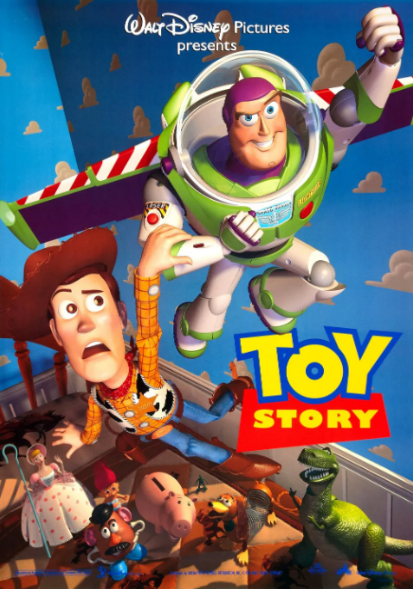 WALT DISNEY Pictures
presents
TOY
STORY